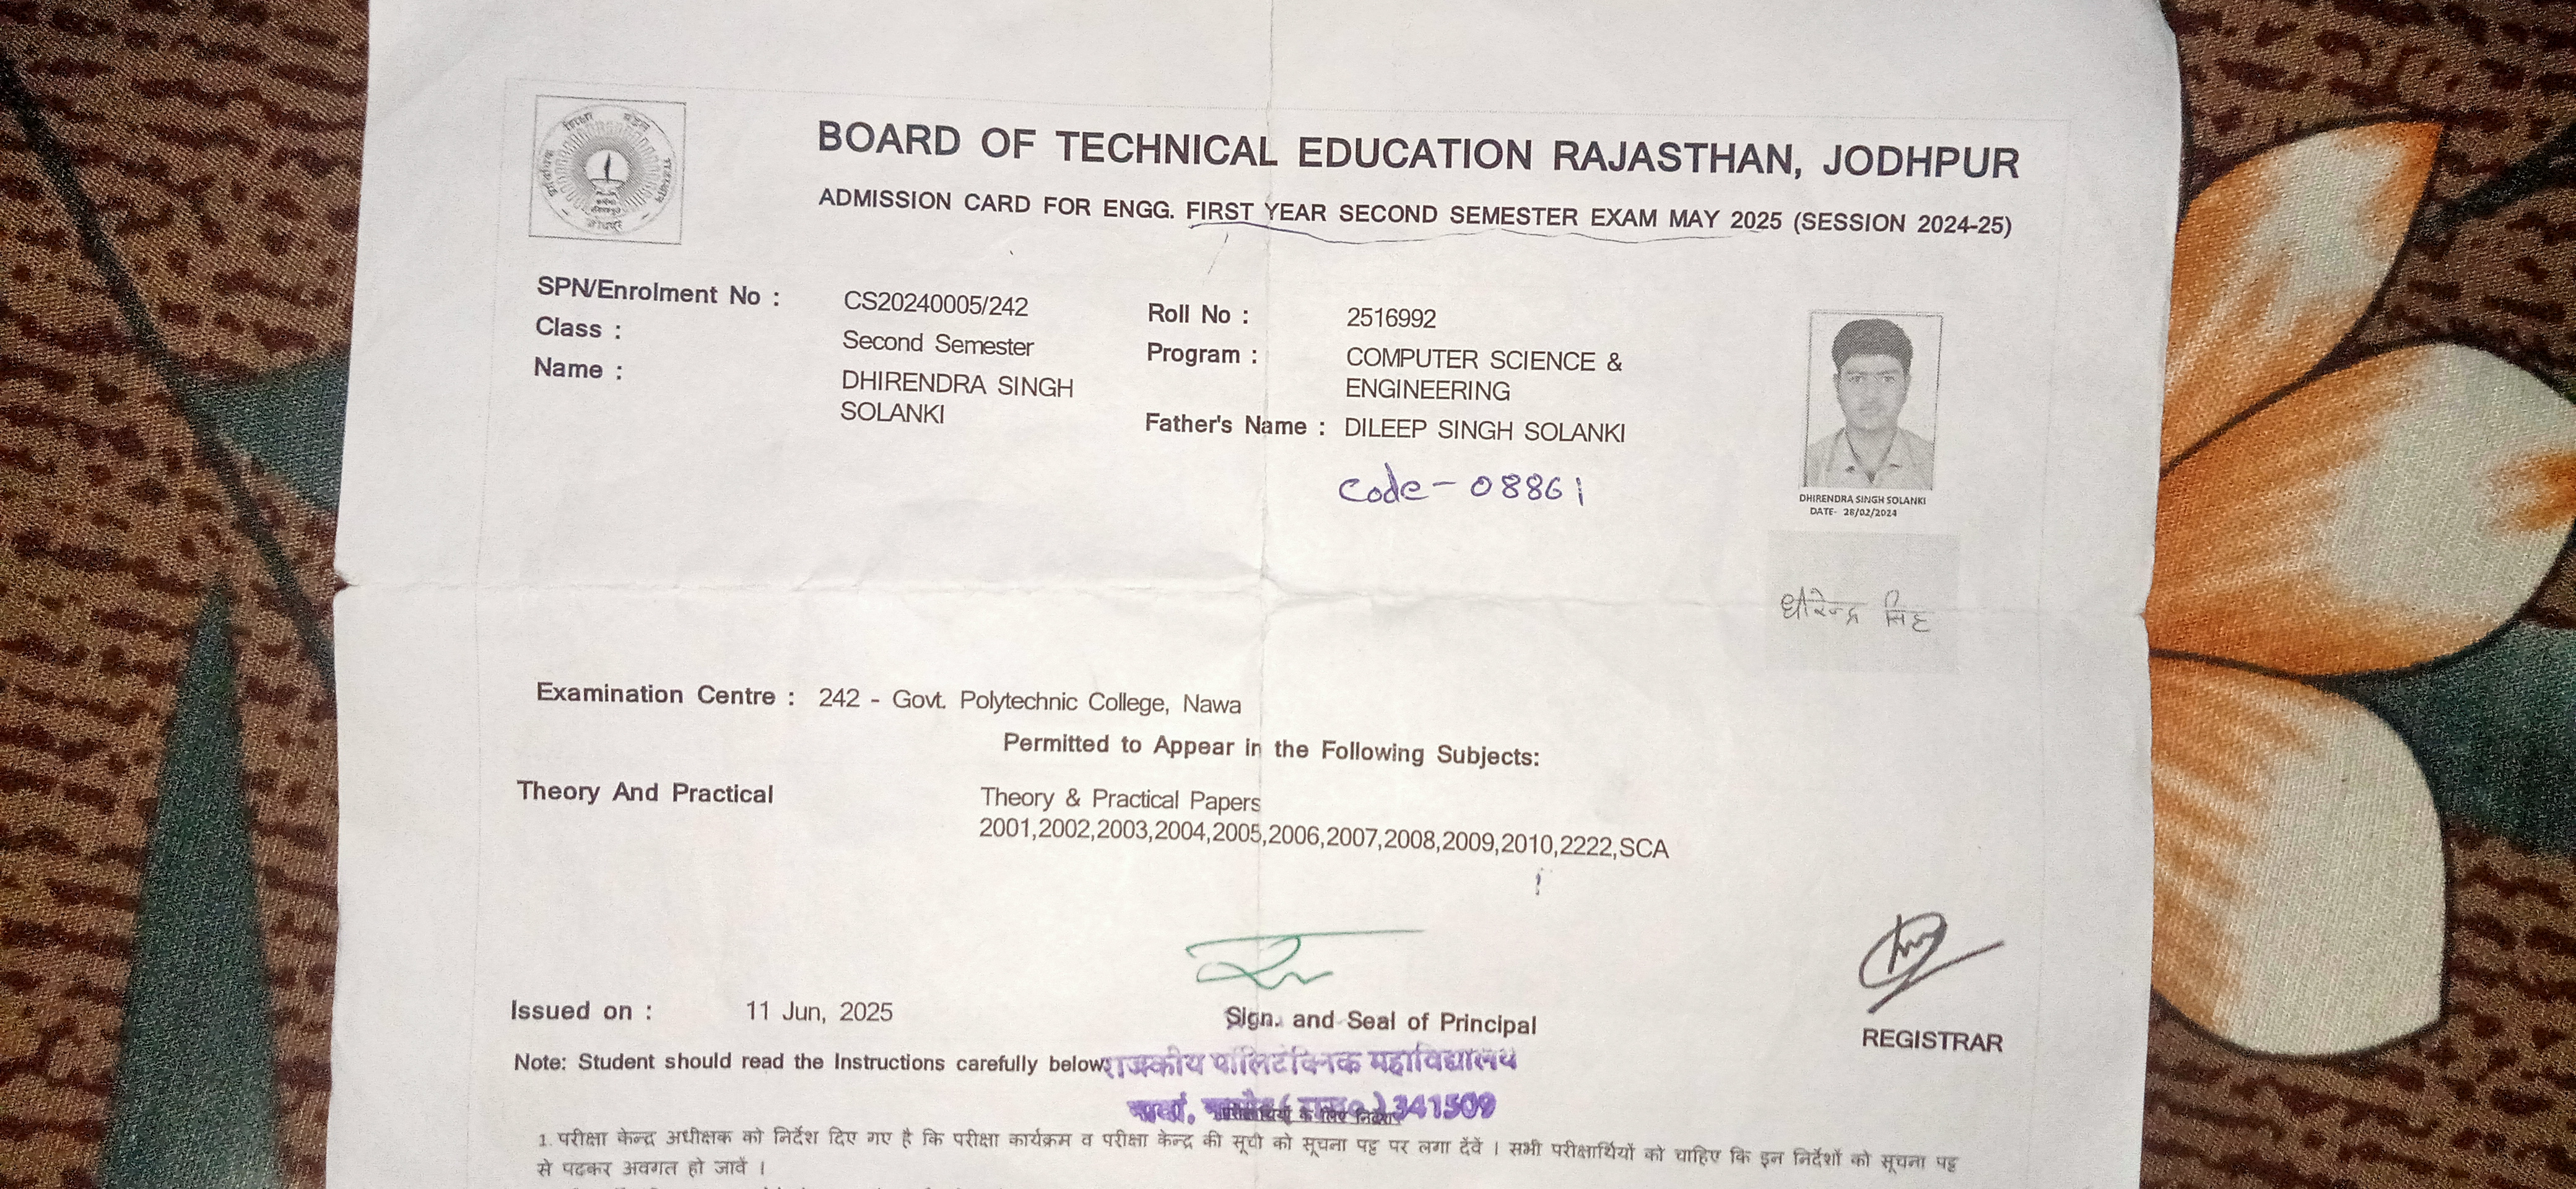 BOARD OF TECHNICAL EDUCATION RAJASTHAN, JODHPUR
ADMISSION CARD FOR ENGG. FIRST YEAR SECOND SEMESTER EXAM MAY 2025 (SESSION 2024-25)
SPN/Enrolment No : CS20240005/242
Roll No : 2516992
Class : Second Semester
Program : COMPUTER SCIENCE &
ENGINEERING
Name : DHIRENDRA SINGH
SOLANKI
Father's Name : DILEEP SINGH SOLANKI
Code- 08861
DHIRENDRA SINGH SOLANKI
DATE- 28/02/2024
धीरेन्द्र सिंह
Examination Centre : 242 - Govt. Polytechnic College, Nawa
Permitted to Appear in the Following Subjects:
Theory And Practical
Theory & Practical Papers
2001,2002,2003,2004,2005,2006,2007,2008,2009,2010,2222,SCA
Issued on : 11 Jun, 2025
Sign. and Seal of Principal
REGISTRAR
Note: Student should read the Instructions carefully below
राजकीय पॉलिटेक्निक महाविद्यालय
341509
परीक्षार्थियों के लिए निर्देश
1. परीक्षा केन्द्र अधीक्षक को निर्देश दिए गए है कि परीक्षा कार्यक्रम व परीक्षा केन्द्र की सूची को सूचना पट्ट पर लगा देंवें । सभी परीक्षार्थियों को चाहिए कि इन निर्देशों को सूचना पट्ट
से पढकर अवगत हो जावें ।